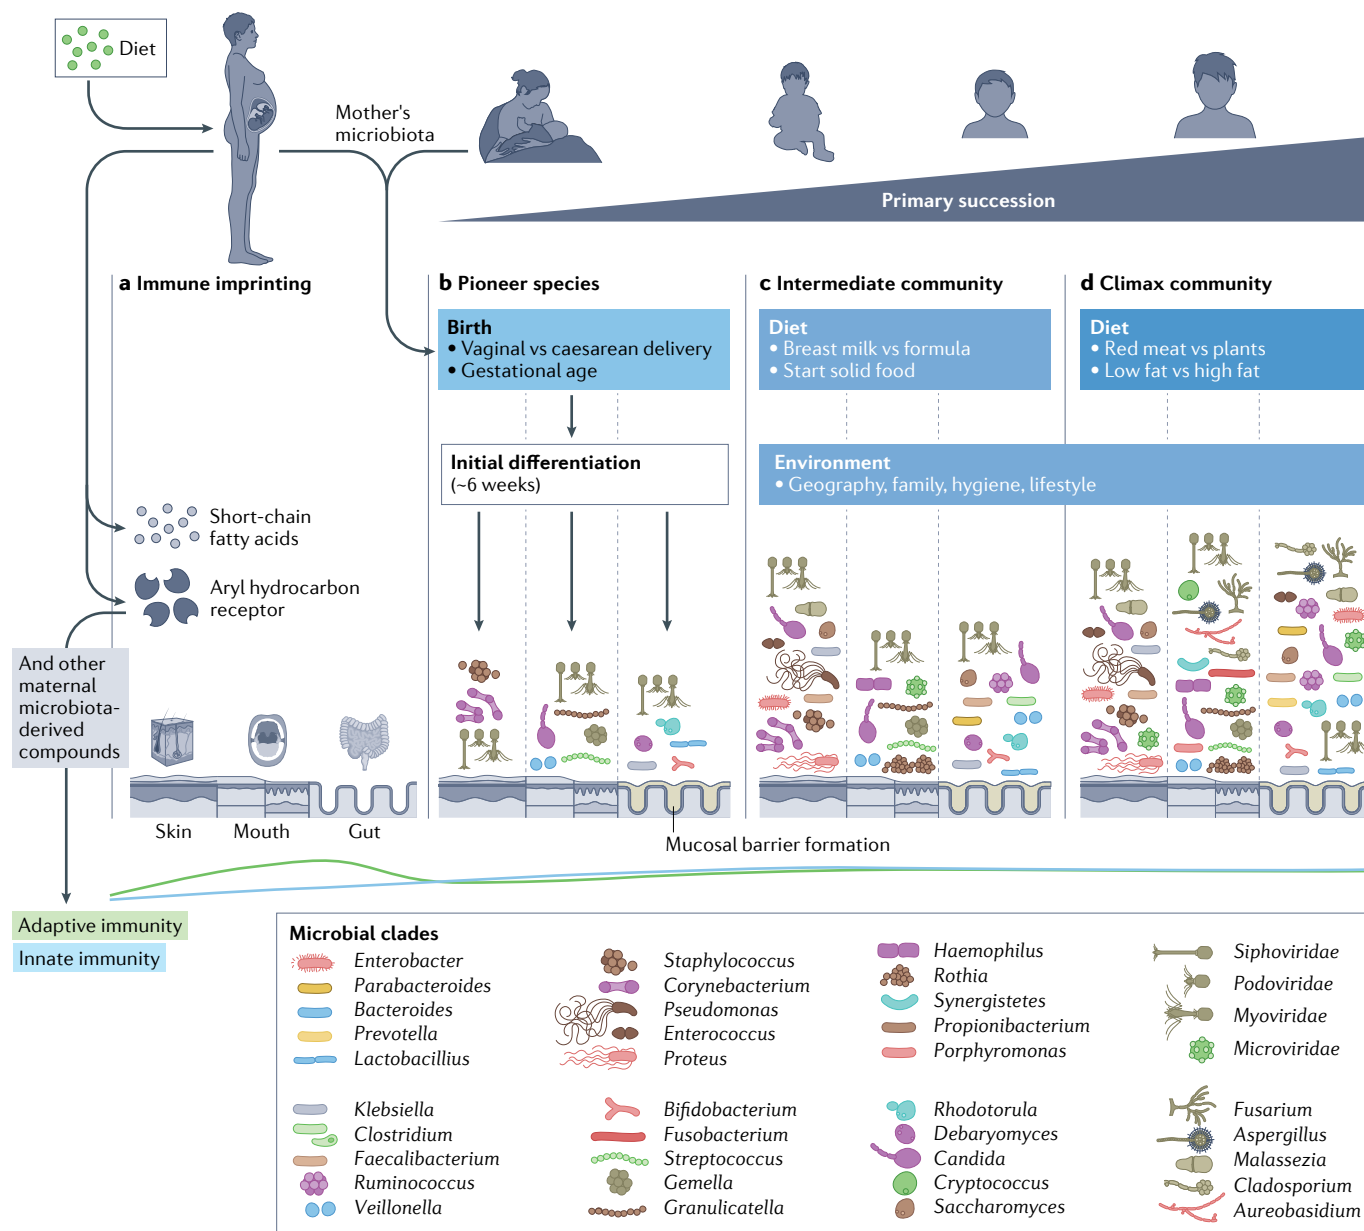 Diet
Mother's
micriobiota
Primary succession
a Immune imprinting
b Pioneer species
c Intermediate community
d Climax community
Birth
• Vaginal vs caesarean delivery
• Gestational age
Diet
• Breast milk vs formula
• Start solid food
Diet
• Red meat vs plants
• Low fat vs high fat
Initial differentiation
(~6 weeks)
Environment
• Geography, family, hygiene, lifestyle
Short-chain
fatty acids
Aryl hydrocarbon
receptor
And other
maternal
microbiota-
derived
compounds
Skin
Mouth
Gut
Mucosal barrier formation
Adaptive immunity
Innate immunity
Microbial clades
Enterobacter
Parabacteroides
Bacteroides
Prevotella
Lactobacillius
Klebsiella
Clostridium
Faecalibacterium
Ruminococcus
Veillonella
Staphylococcus
Corynebacterium
Pseudomonas
Enterococcus
Proteus
Bifidobacterium
Fusobacterium
Streptococcus
Gemella
Granulicatella
Haemophilus
Rothia
Synergistetes
Propionibacterium
Porphyromonas
Rhodotorula
Debaryomyces
Candida
Cryptococcus
Saccharomyces
Siphoviridae
Podoviridae
Myoviridae
Microviridae
Fusarium
Aspergillus
Malassezia
Cladosporium
Aureobasidium